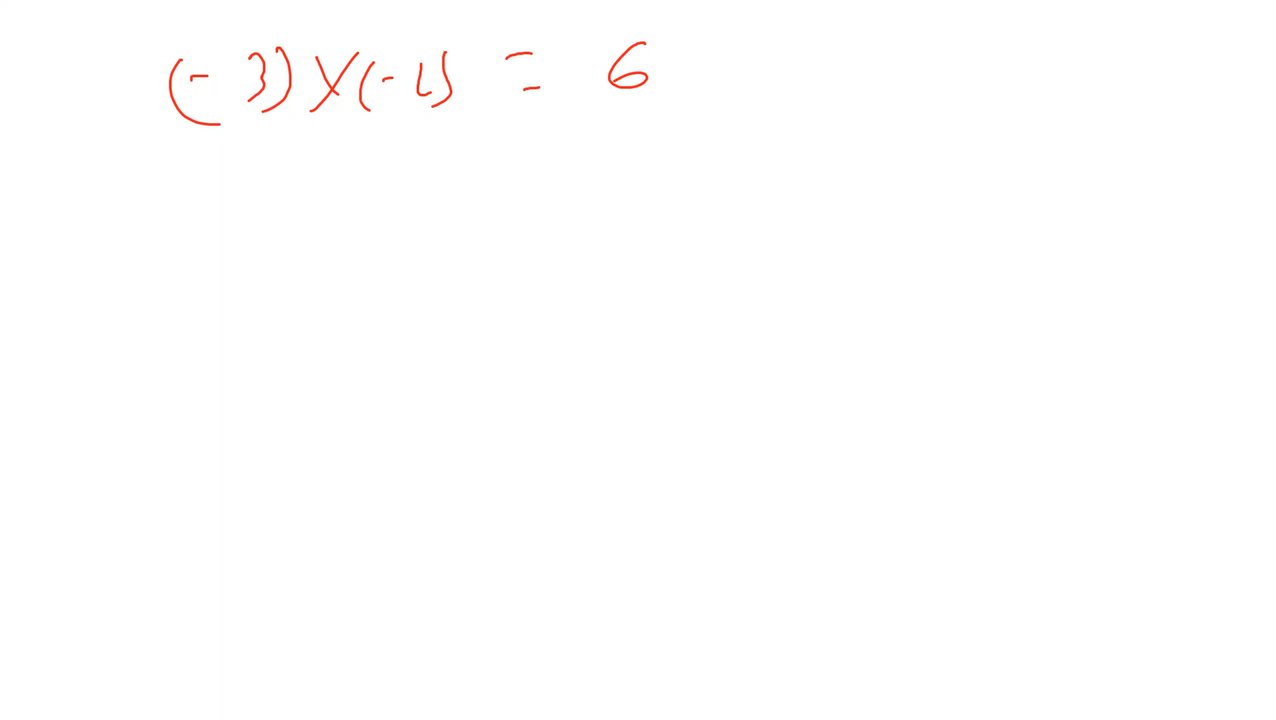 (-3)×(-2) = 6